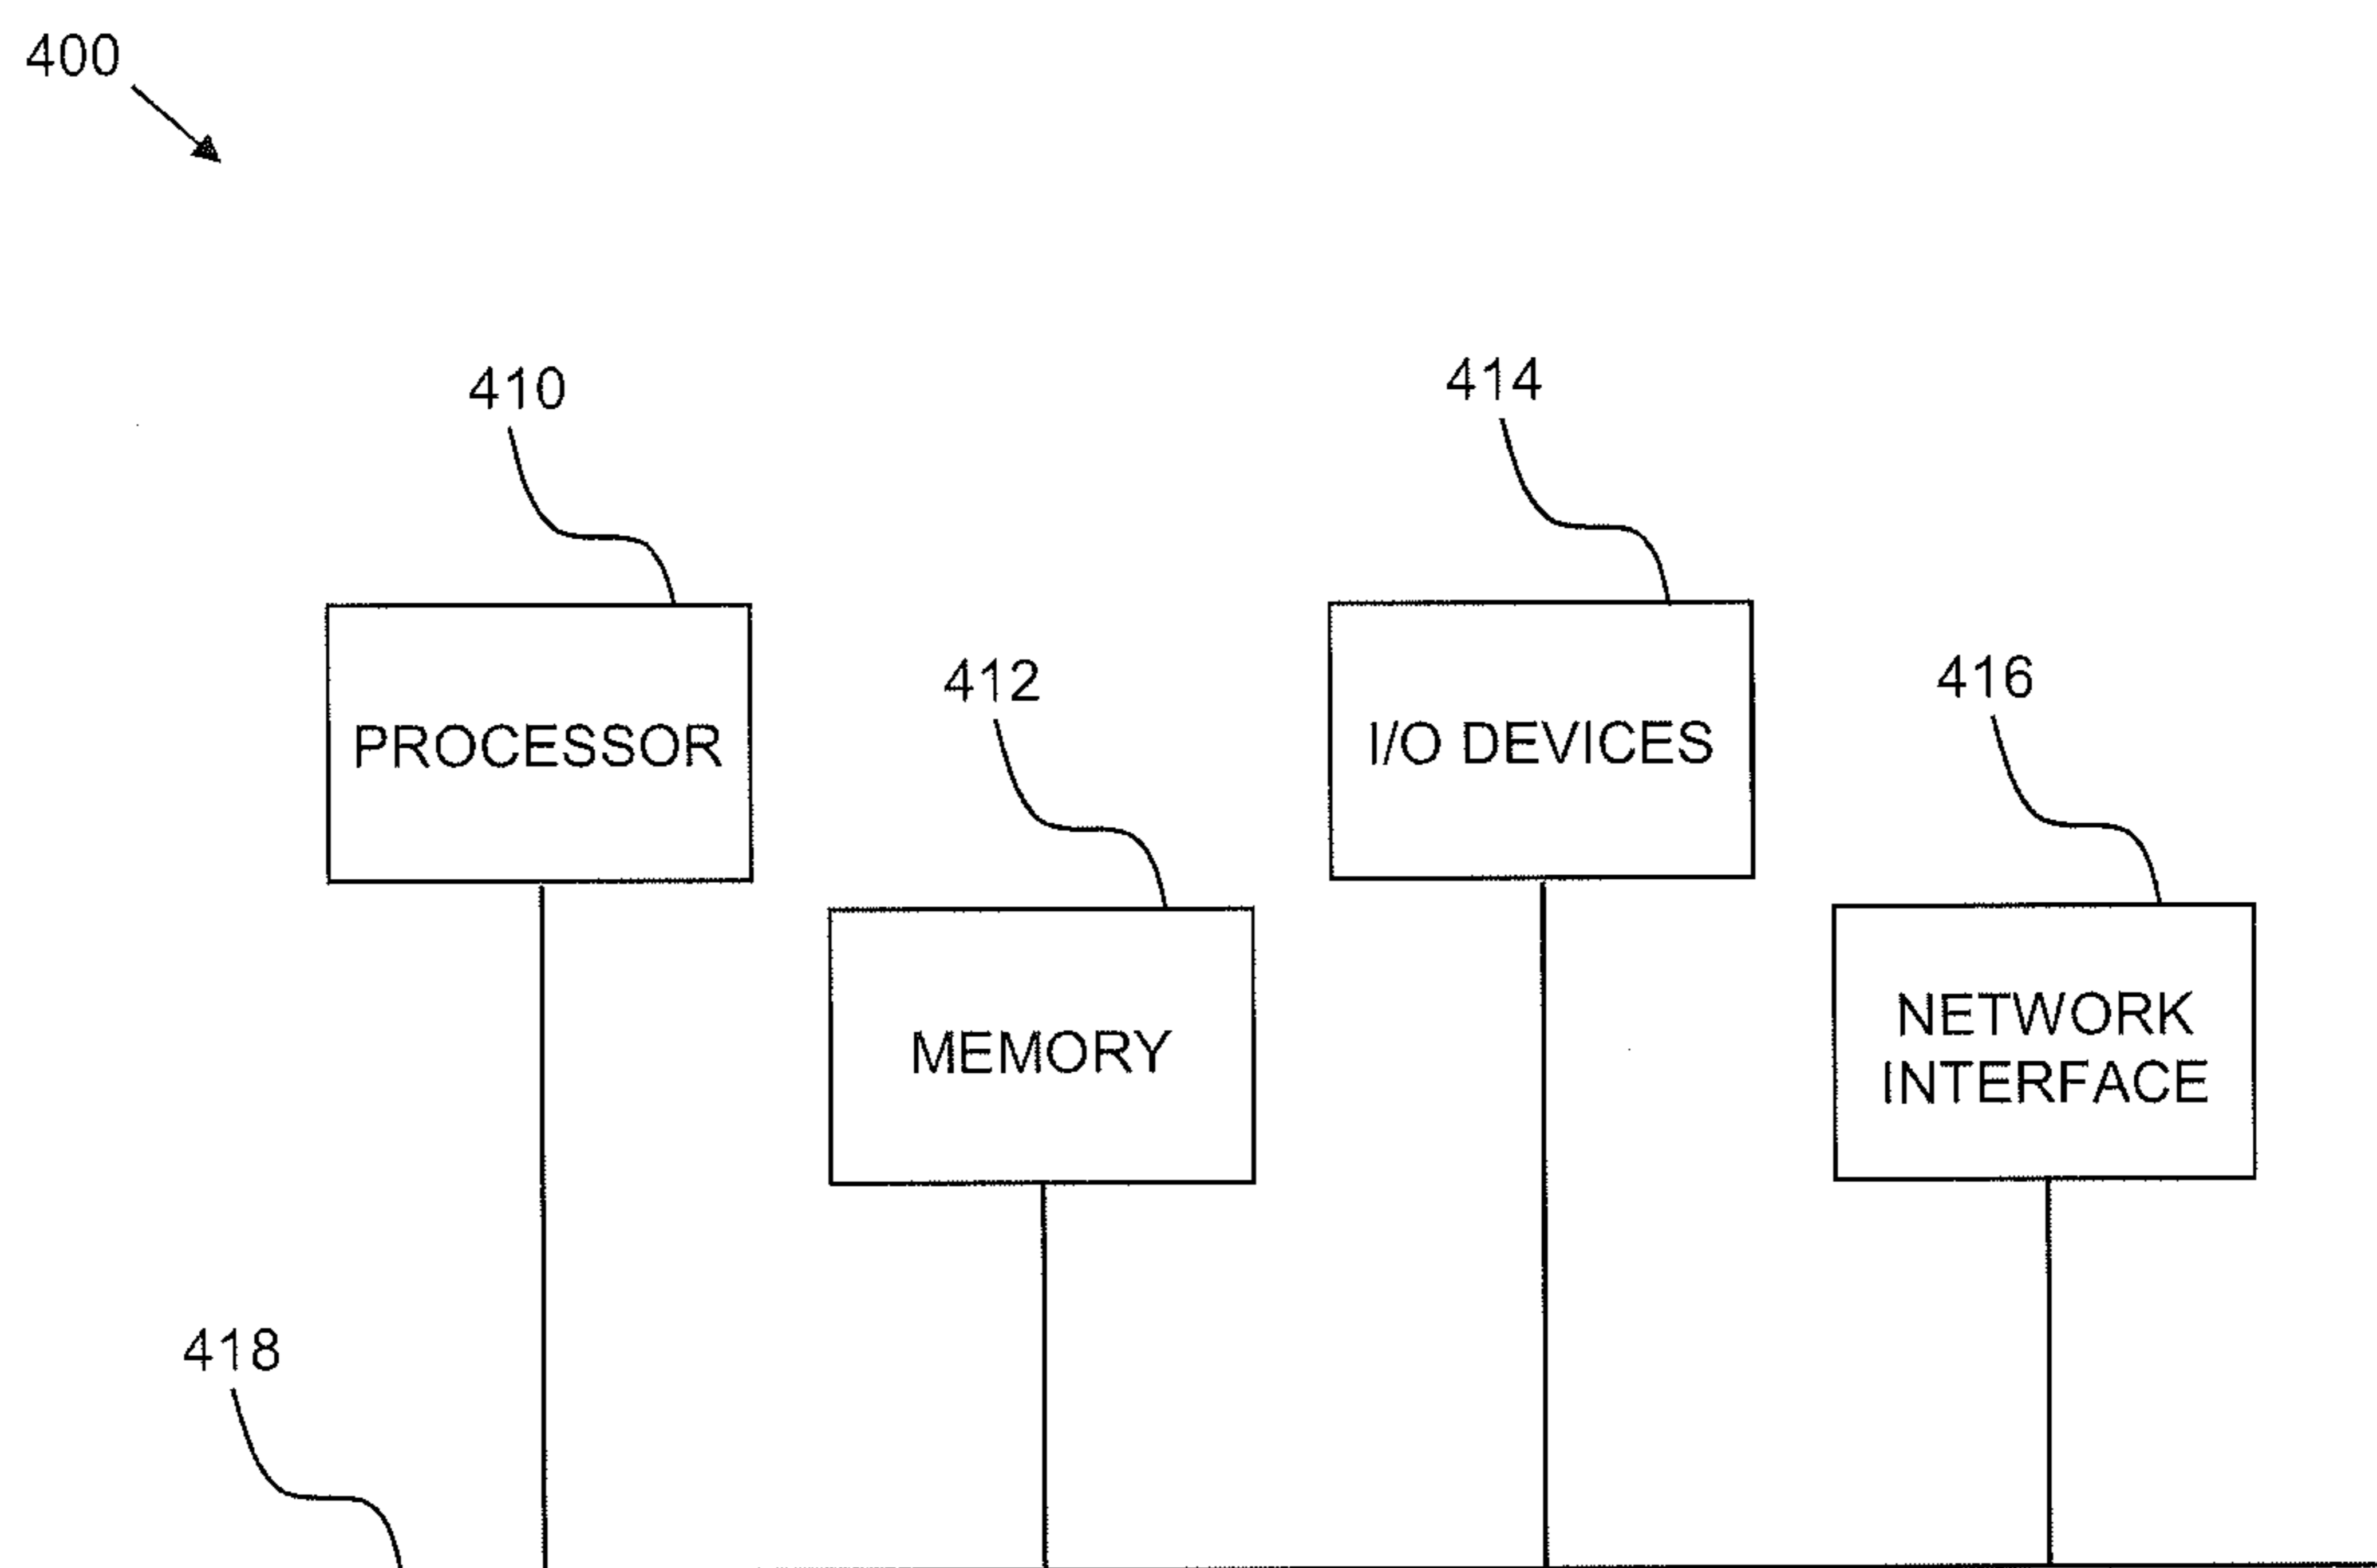 400
410
414
412
416
PROCESSOR
I/O DEVICES
MEMORY
NETWORK
INTERFACE
418